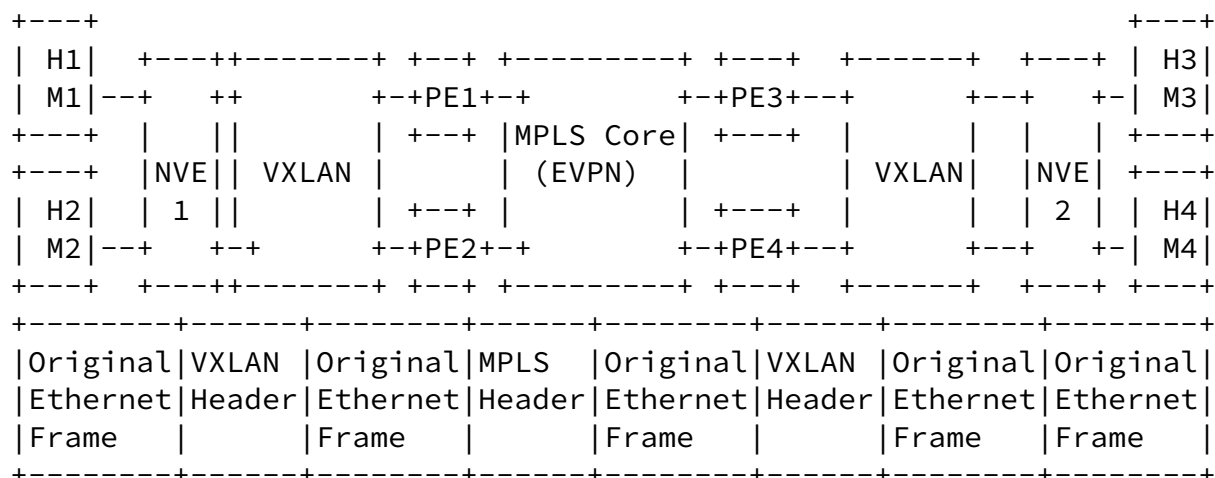 +---+                                                              +---+
| H1|  +---++-------+ +--+ +---------+ +---+  +------+  +---+ | H3|
| M1|--+   ++       +-+PE1+-+         +-+PE3+--+      +--+   +-| M3|
+---+  |   ||       | +--+ |MPLS Core| +---+  |      |  |   | +---+
+---+  |NVE|| VXLAN |      | (EVPN)  |        | VXLAN|  |NVE| +---+
| H2|  | 1 ||       | +--+ |         | +---+  |      |  | 2 | | H4|
| M2|--+   +-+      +-+PE2+-+         +-+PE4+--+      +--+   +-| M4|
+---+  +---++-------+ +--+ +---------+ +---+  +------+  +---+ +---+
+--------+------+--------+------+--------+------+--------+--------+
|Original|VXLAN |Original|MPLS  |Original|VXLAN |Original|Original|
|Ethernet|Header|Ethernet|Header|Ethernet|Header|Ethernet|Ethernet|
|Frame   |      |Frame   |      |Frame   |      |Frame   |Frame   |
+--------+------+--------+------+--------+------+--------+--------+